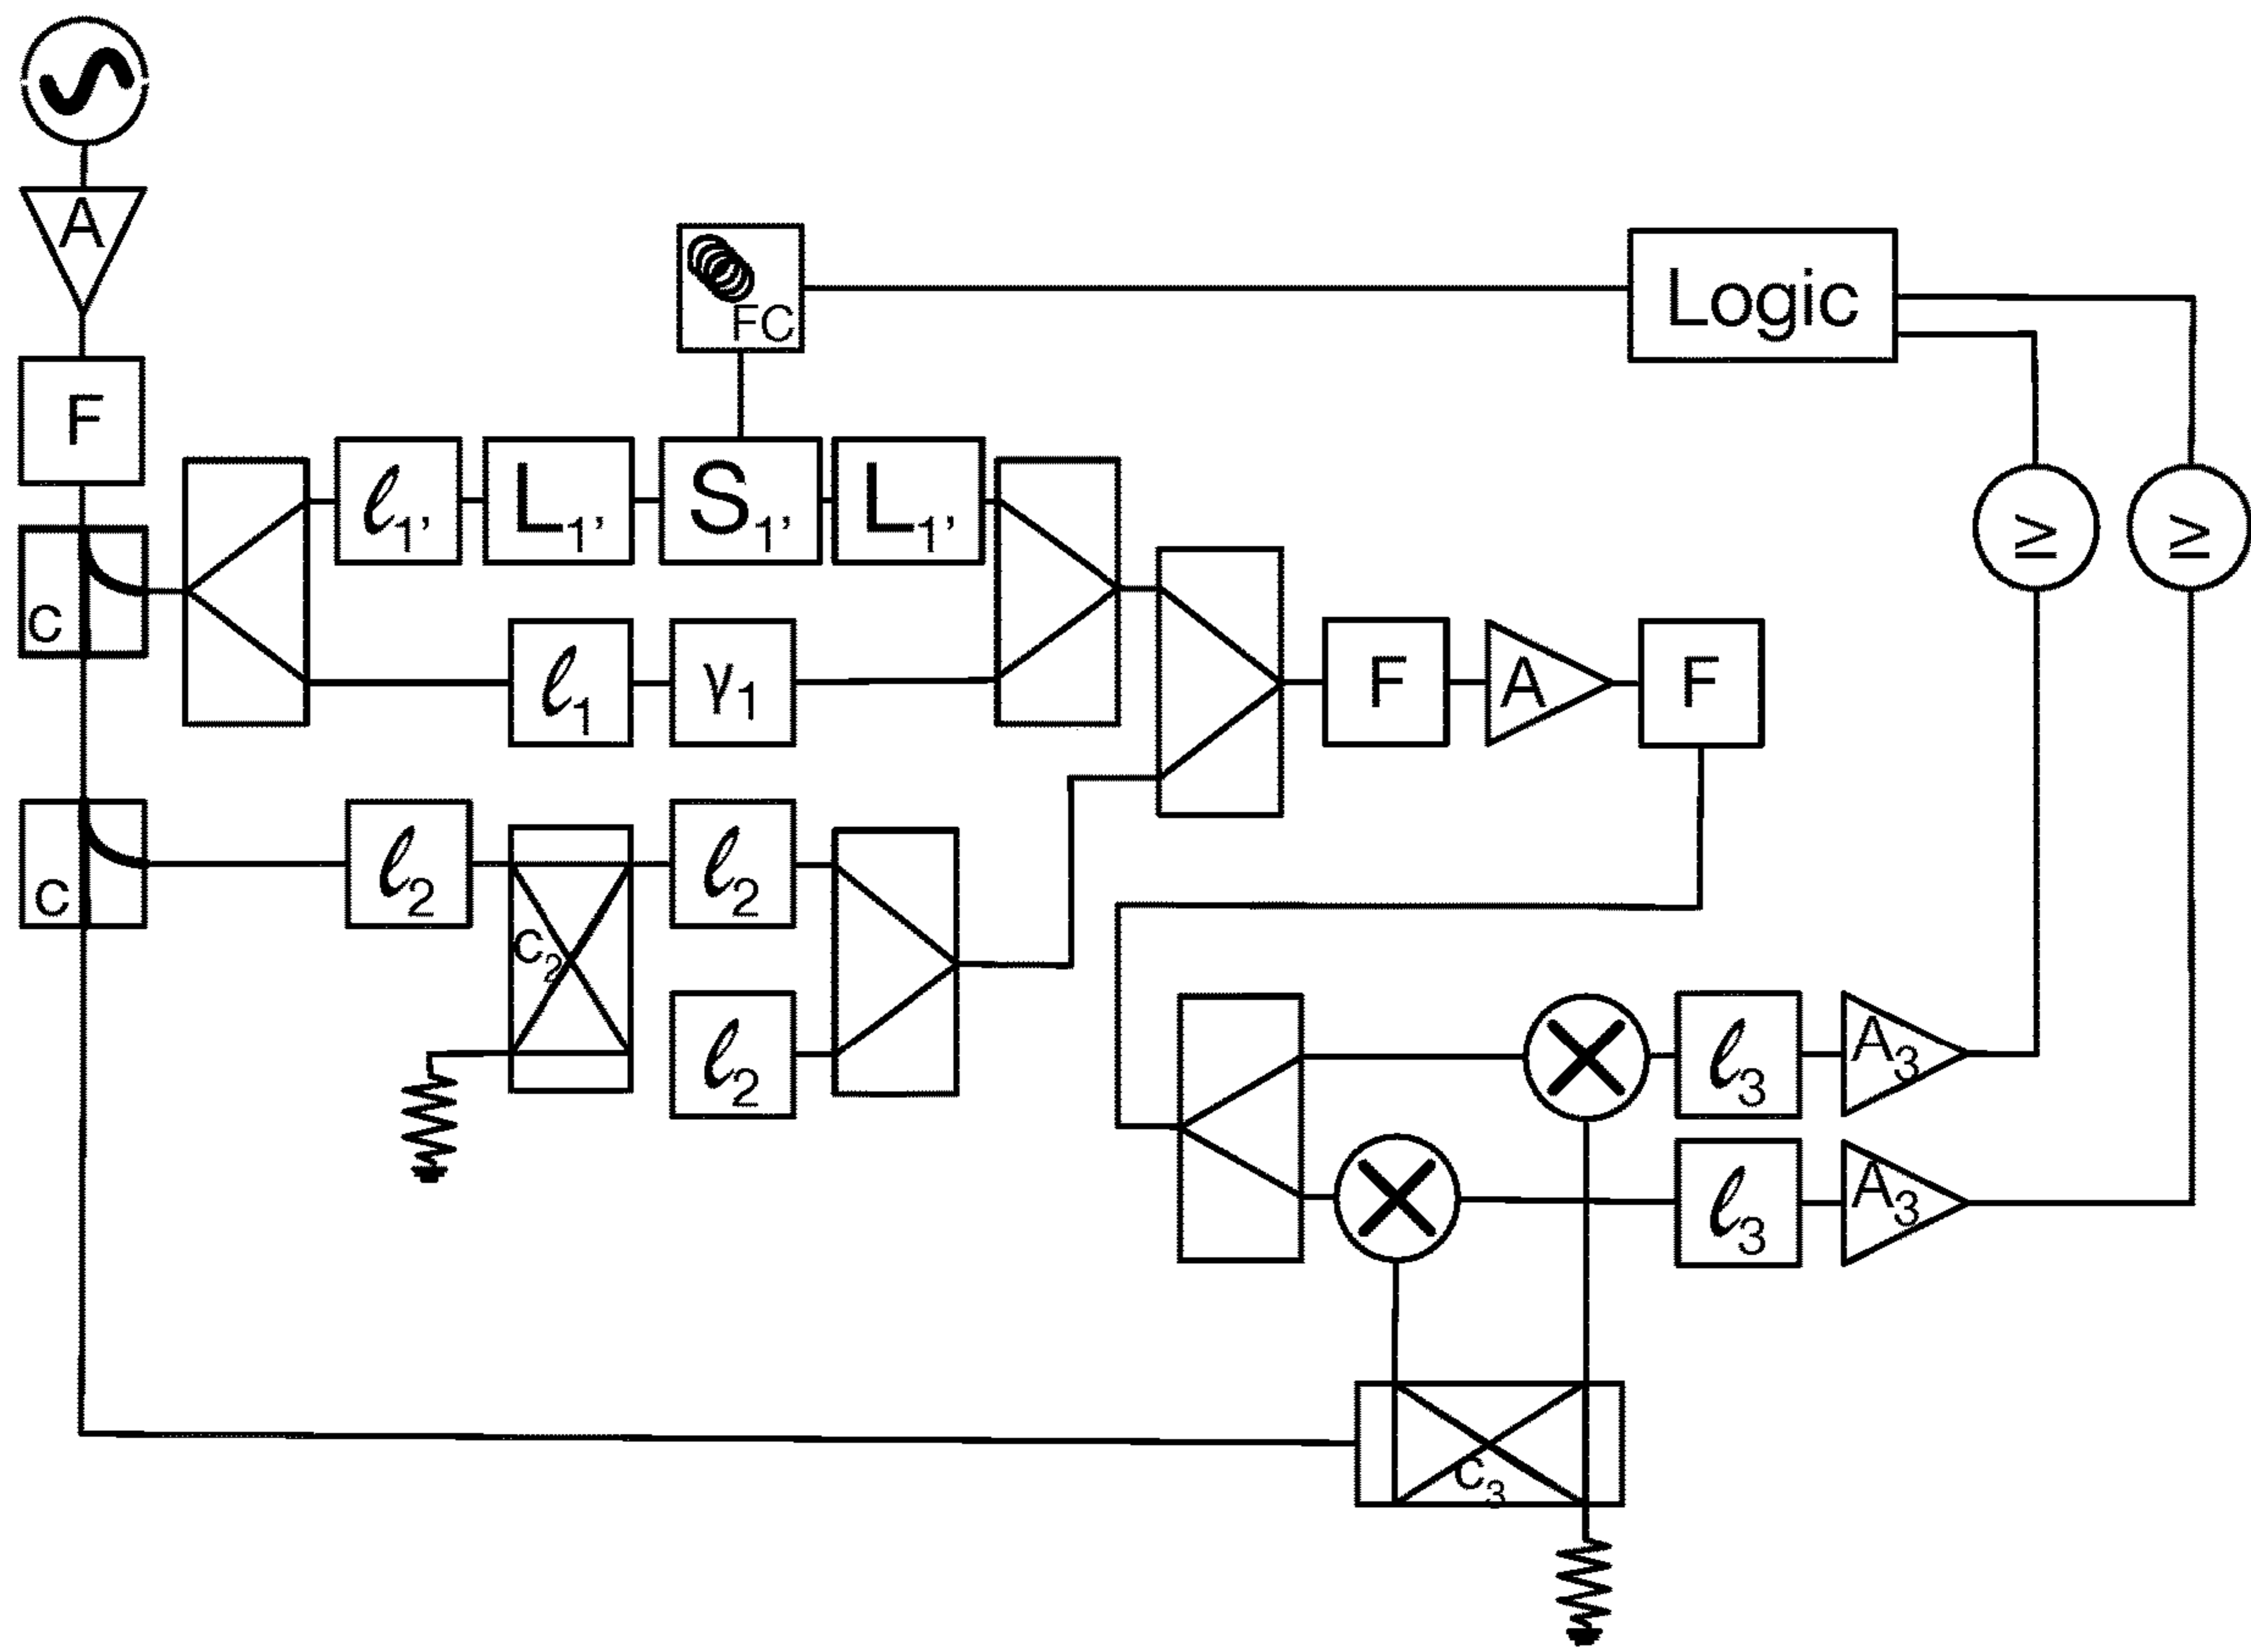 A
FC
Logic
F
ℓ1' L1' S1' L1'
≥ ≥
C
ℓ1 γ1
F A F
C
ℓ2 C2 ℓ2
ℓ2
ℓ3 A3
ℓ3 A3
C3